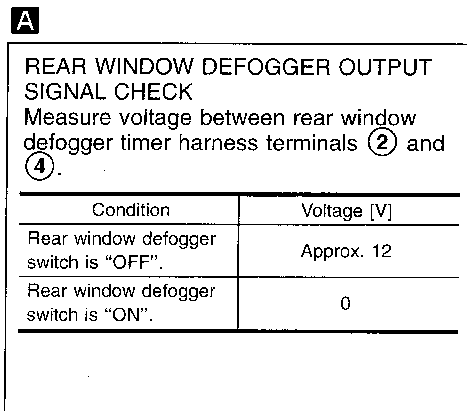 A
REAR WINDOW DEFOGGER OUTPUT
SIGNAL CHECK
Measure voltage between rear window
defogger timer harness terminals ② and
④.
Condition Voltage [V]
Rear window defogger
switch is "OFF". Approx. 12
Rear window defogger
switch is "ON". 0